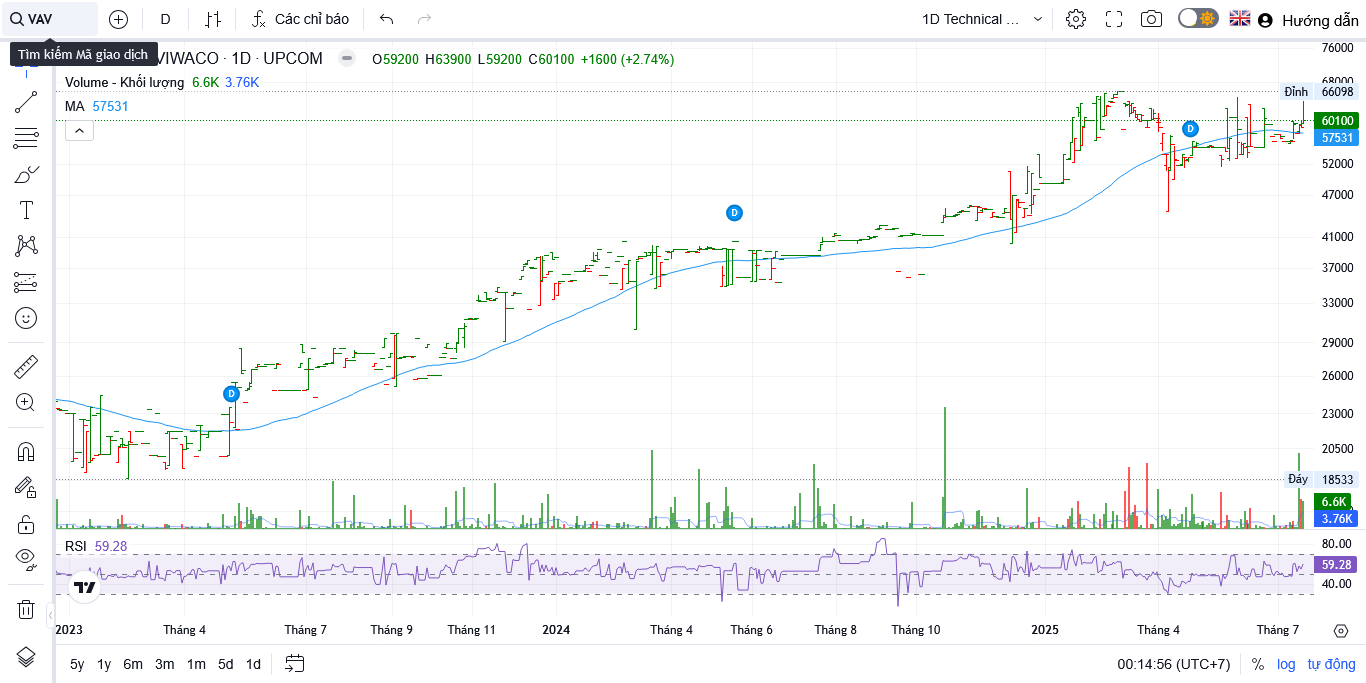 VAV
D
Các chỉ báo
1D Technical ...
Hướng dẫn
Tìm kiếm Mã giao dịch
VIWACO · 1D · UPCOM
O59200 H63900 L59200 C60100 +1600 (+2.74%)
Volume - Khối lượng 6.6K 3.76K
MA 57531
76000
68000
Đỉnh 66098
60100
57531
52000
47000
41000
37000
33000
29000
26000
23000
20500
Đáy 18533
6.6K
3.76K
D
D
D
RSI 59.28
80.00
59.28
40.00
2023 Tháng 4 Tháng 7 Tháng 9 Tháng 11 2024 Tháng 4 Tháng 6 Tháng 8 Tháng 10 2025 Tháng 4 Tháng 7
5y 1y 6m 3m 1m 5d 1d
00:14:56 (UTC+7) % log tự động